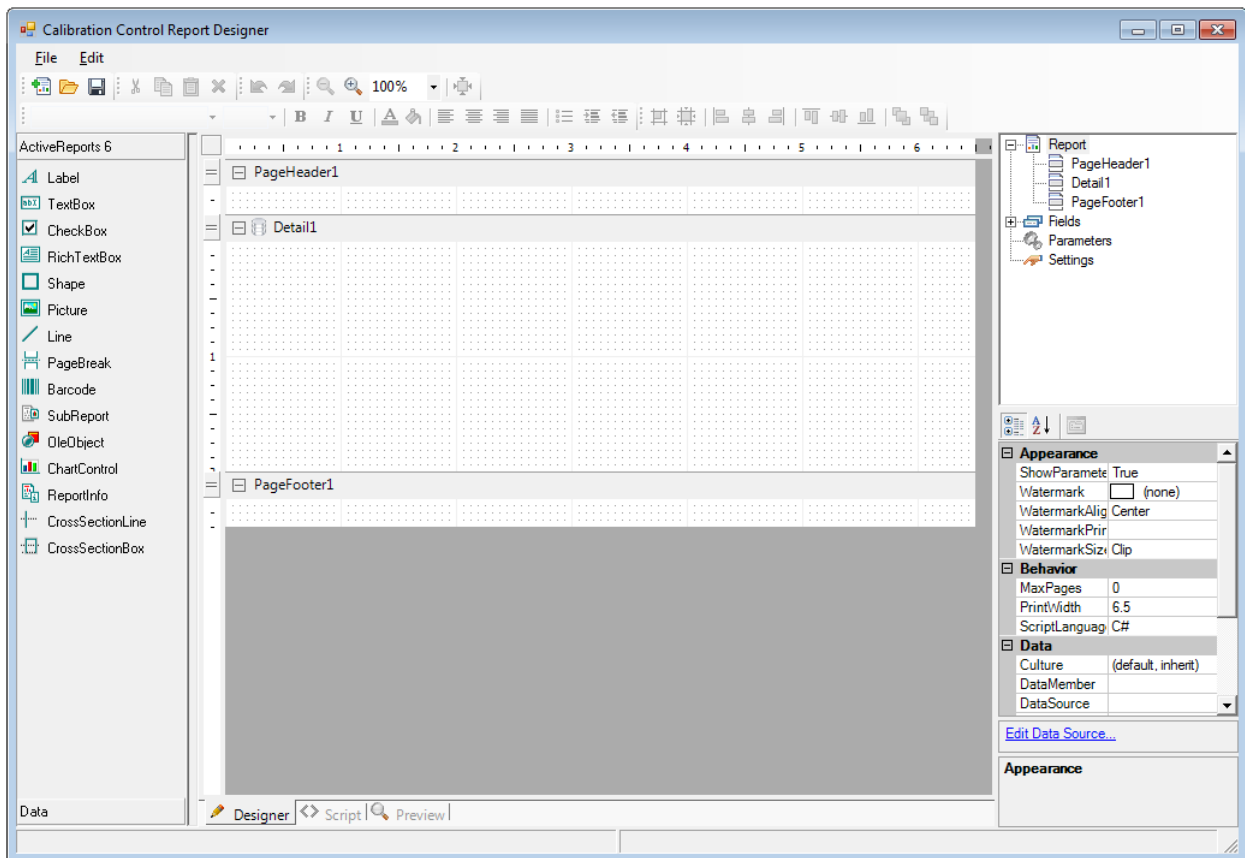 Calibration Control Report Designer
File Edit
100%
B I U A
ActiveReports 6
Label
TextBox
CheckBox
RichTextBox
Shape
Picture
Line
PageBreak
Barcode
SubReport
OleObject
ChartControl
ReportInfo
CrossSectionLine
CrossSectionBox
Data
1 2 3 4 5 6
PageHeader1
Detail1
1
PageFooter1
Designer Script Preview
Report
PageHeader1
Detail1
PageFooter1
Fields
Parameters
Settings
Appearance
ShowParamete True
Watermark (none)
WatermarkAlig Center
WatermarkPrir
WatermarkSiz Clip
Behavior
MaxPages 0
PrintWidth 6.5
ScriptLanguag C#
Data
Culture (default, inherit)
DataMember
DataSource
Edit Data Source...
Appearance